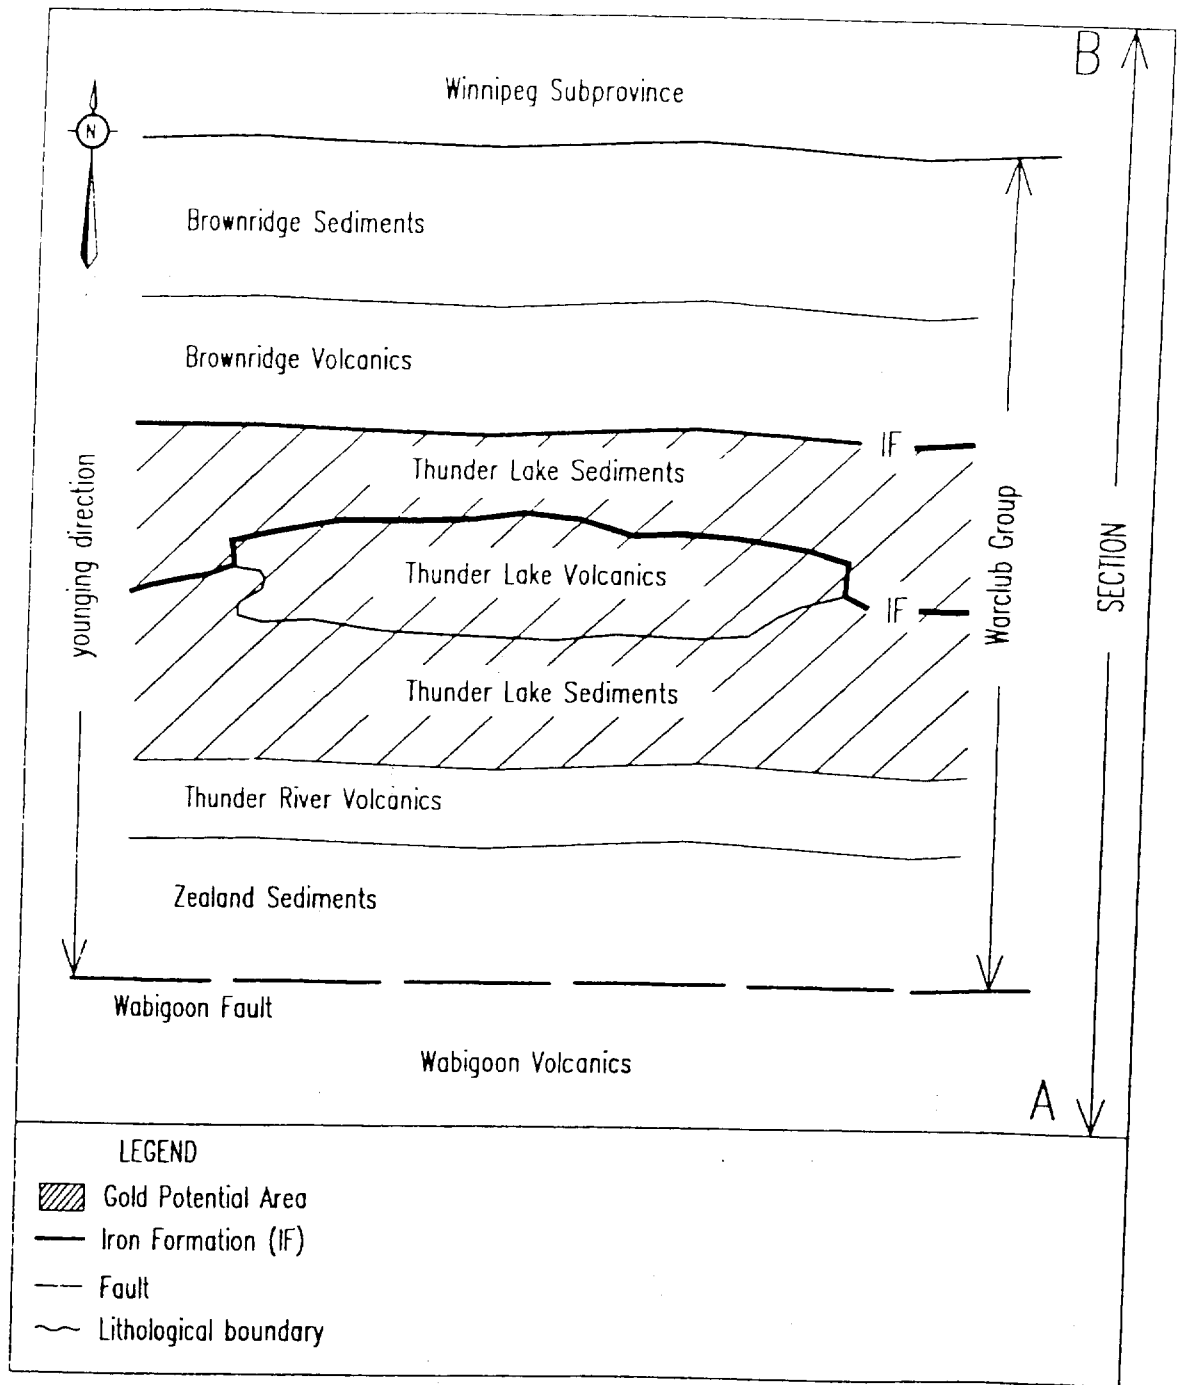 B
Winnipeg Subprovince
N
Brownridge Sediments
Brownridge Volcanics
IF
Thunder Lake Sediments
younging direction
Warclub Group
SECTION
Thunder Lake Volcanics
IF
Thunder Lake Sediments
Thunder River Volcanics
Zealand Sediments
Wabigoon Fault
Wabigoon Volcanics
A
LEGEND
Gold Potential Area
Iron Formation (IF)
Fault
Lithological boundary